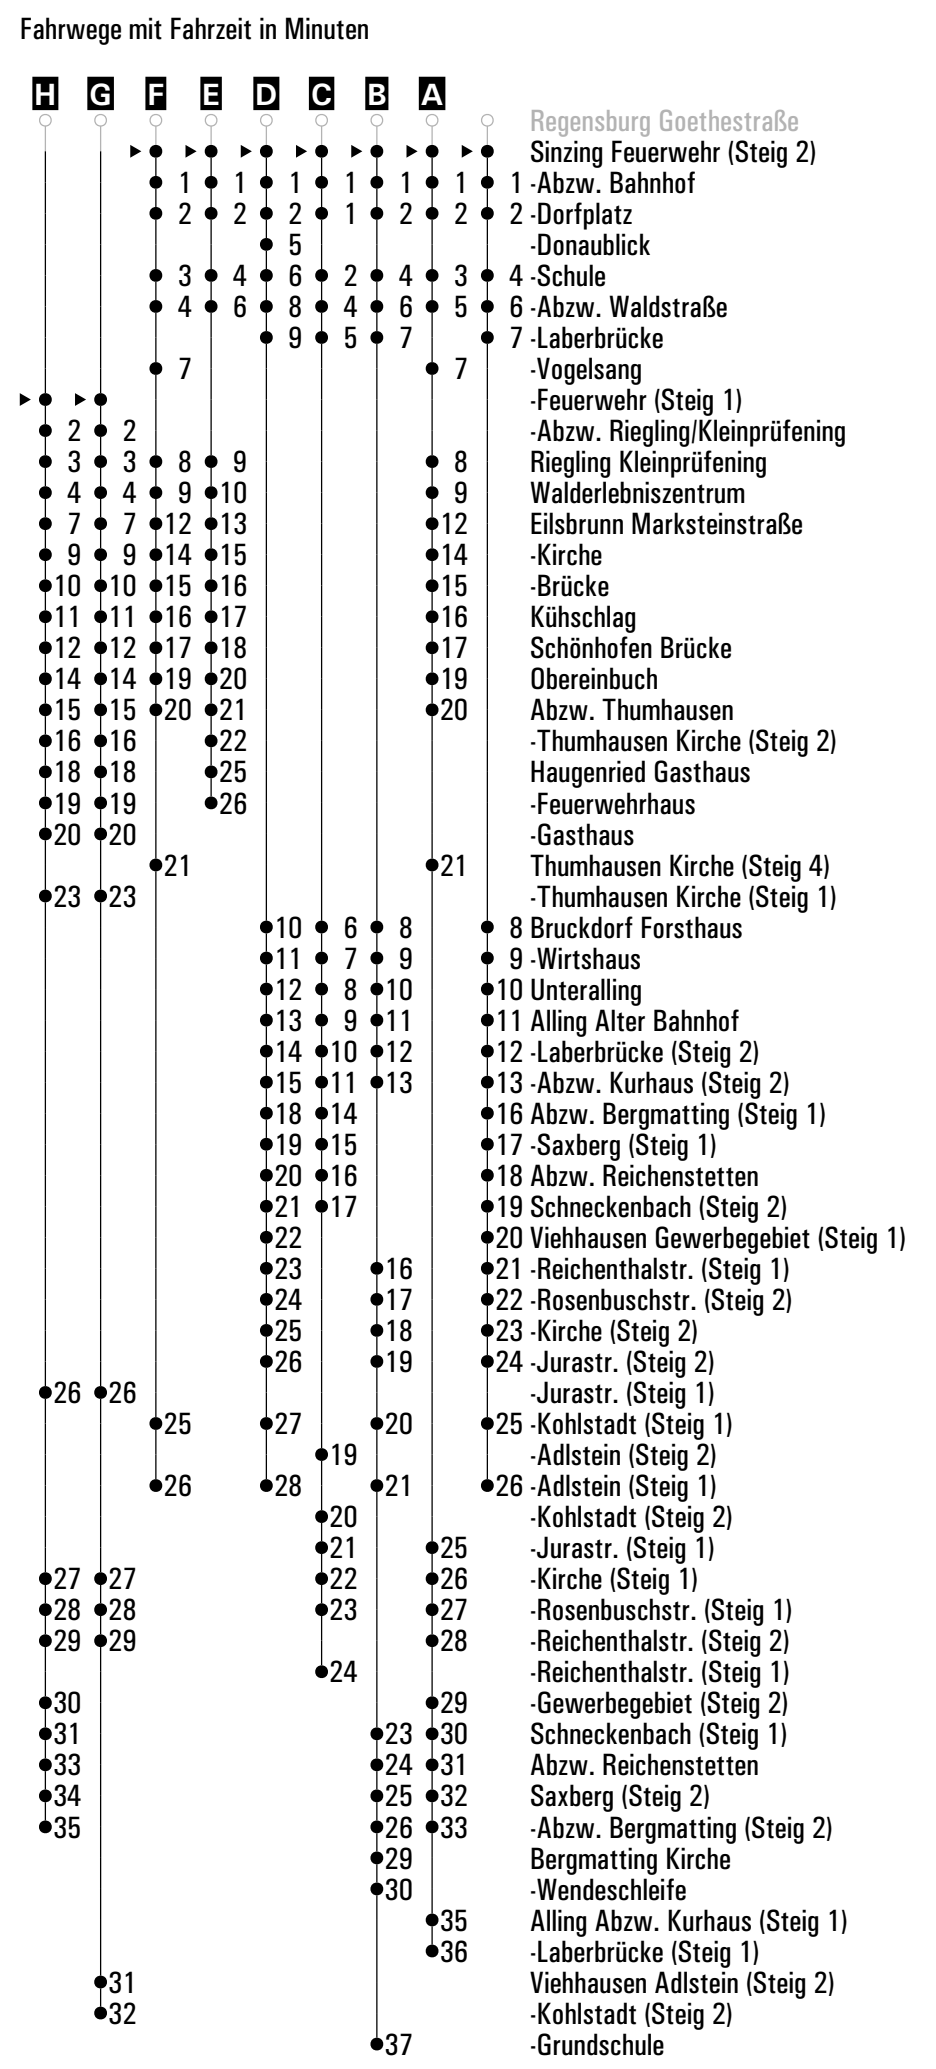 Fahrwege mit Fahrzeit in Minuten
H G F E D C B A
Regensburg Goethestraße
Sinzing Feuerwehr (Steig 2)
1 1 1 1 1 1 1 -Abzw. Bahnhof
2 2 2 1 2 2 2 -Dorfplatz
5 -Donaublick
3 4 6 2 4 3 4 -Schule
4 6 8 4 6 5 6 -Abzw. Waldstraße
9 5 7 7 -Laberbrücke
7 7 -Vogelsang
-Feuerwehr (Steig 1)
2 2 -Abzw. Riegling/Kleinprüfening
3 3 8 9 8 Riegling Kleinprüfening
4 4 9 10 9 Walderlebniszentrum
7 7 12 13 12 Eilsbrunn Marksteinstraße
9 9 14 15 14 -Kirche
10 10 15 16 15 -Brücke
11 11 16 17 16 Kühschlag
12 12 17 18 17 Schönhofen Brücke
14 14 19 20 19 Obereinbuch
15 15 20 21 20 Abzw. Thumhausen
16 16 22 -Thumhausen Kirche (Steig 2)
18 18 25 Haugenried Gasthaus
19 19 26 -Feuerwehrhaus
20 20 -Gasthaus
21 21 Thumhausen Kirche (Steig 4)
23 23 -Thumhausen Kirche (Steig 1)
10 6 8 8 Bruckdorf Forsthaus
11 7 9 9 -Wirtshaus
12 8 10 10 Unteralling
13 9 11 11 Alling Alter Bahnhof
14 10 12 12 -Laberbrücke (Steig 2)
15 11 13 13 -Abzw. Kurhaus (Steig 2)
18 14 16 Abzw. Bergmatting (Steig 1)
19 15 17 -Saxberg (Steig 1)
20 16 18 Abzw. Reichenstetten
21 17 19 Schneckenbach (Steig 2)
22 20 Viehhausen Gewerbegebiet (Steig 1)
23 16 21 -Reichenthalstr. (Steig 1)
24 17 22 -Rosenbuschstr. (Steig 2)
25 18 23 -Kirche (Steig 2)
26 19 24 -Jurastr. (Steig 2)
26 26 -Jurastr. (Steig 1)
25 27 20 25 -Kohlstadt (Steig 1)
19 -Adlstein (Steig 2)
26 28 21 26 -Adlstein (Steig 1)
20 -Kohlstadt (Steig 2)
21 25 -Jurastr. (Steig 1)
27 27 22 26 -Kirche (Steig 1)
28 28 23 27 -Rosenbuschstr. (Steig 1)
29 29 28 -Reichenthalstr. (Steig 2)
24 -Reichenthalstr. (Steig 1)
30 29 -Gewerbegebiet (Steig 2)
31 23 30 Schneckenbach (Steig 1)
33 24 31 Abzw. Reichenstetten
34 25 32 Saxberg (Steig 2)
35 26 33 -Abzw. Bergmatting (Steig 2)
29 Bergmatting Kirche
30 -Wendeschleife
35 Alling Abzw. Kurhaus (Steig 1)
36 -Laberbrücke (Steig 1)
31 Viehhausen Adlstein (Steig 2)
32 -Kohlstadt (Steig 2)
37 -Grundschule